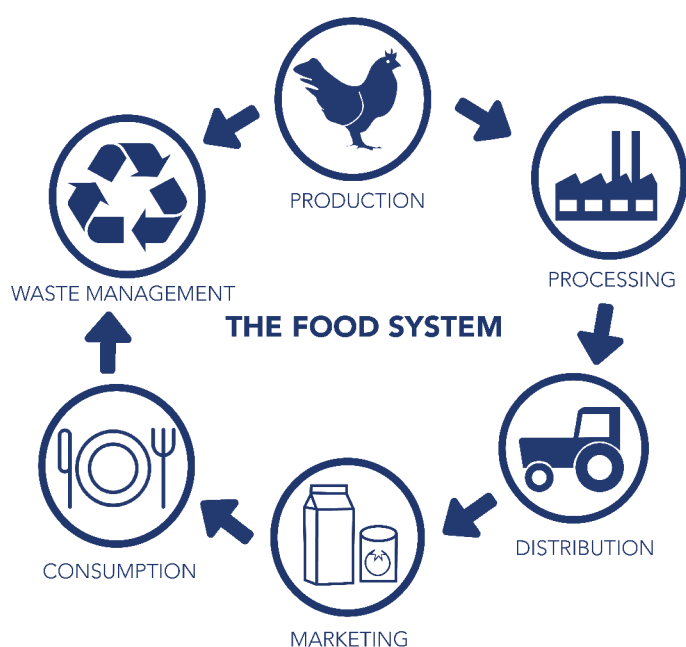 PRODUCTION
PROCESSING
WASTE MANAGEMENT
THE FOOD SYSTEM
DISTRIBUTION
CONSUMPTION
MARKETING